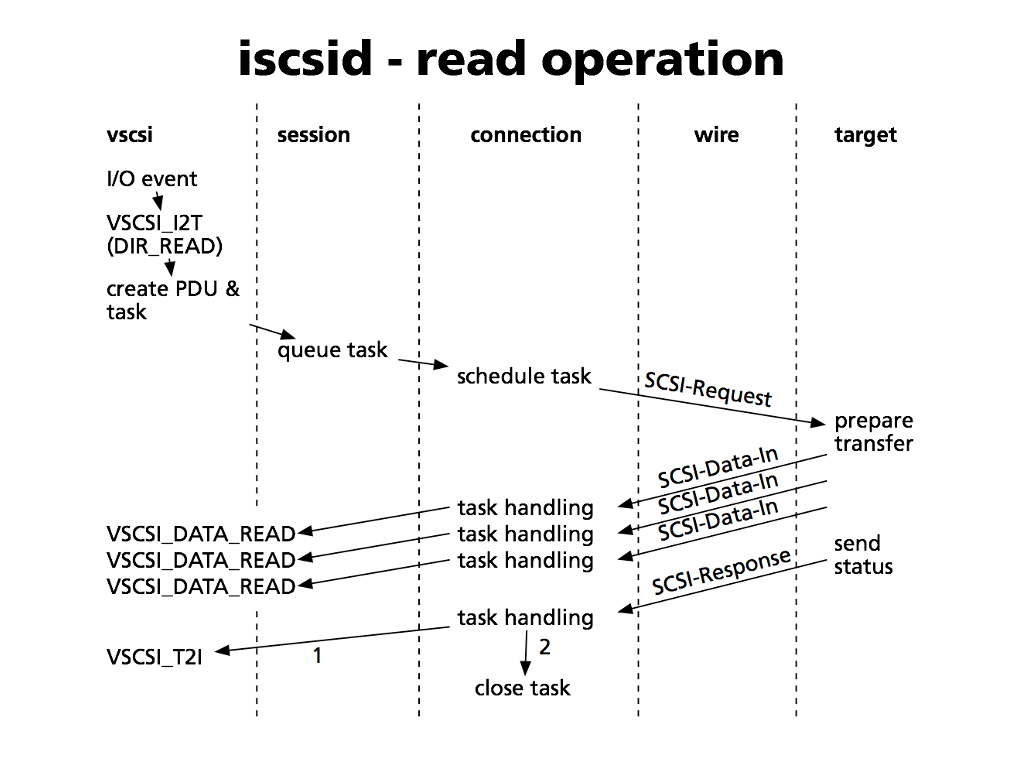 iscsid - read operation
vscsi
session
connection
wire
target
I/O event
VSCSI_I2T
(DIR_READ)
create PDU &
task
queue task
schedule task
SCSI-Request
prepare
transfer
SCSI-Data-In
SCSI-Data-In
SCSI-Data-In
task handling
task handling
task handling
VSCSI_DATA_READ
VSCSI_DATA_READ
VSCSI_DATA_READ
send
status
SCSI-Response
task handling
1
2
VSCSI_T2I
close task